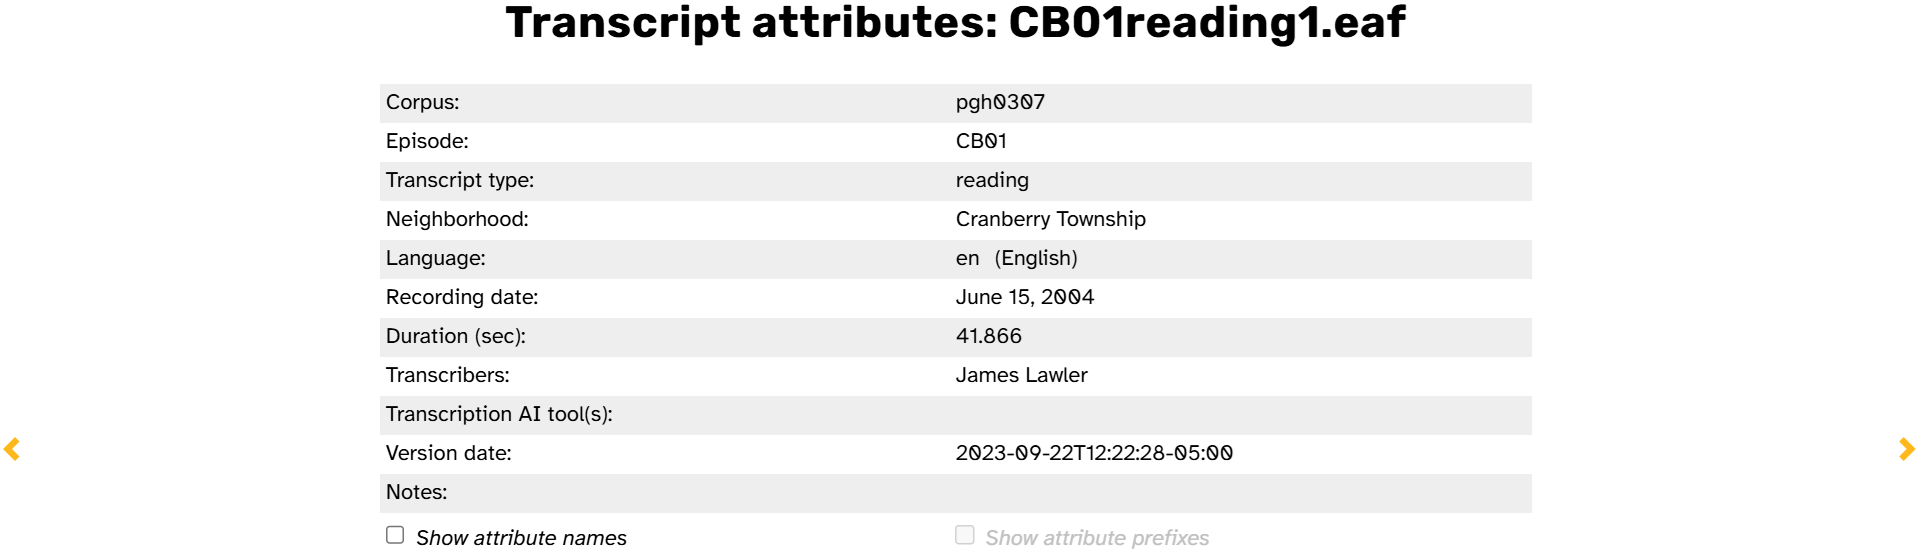 Transcript attributes: CB01reading1.eaf
Corpus: pgh0307
Episode: CB01
Transcript type: reading
Neighborhood: Cranberry Township
Language: en (English)
Recording date: June 15, 2004
Duration (sec): 41.866
Transcribers: James Lawler
Transcription AI tool(s):
Version date: 2023-09-22T12:22:28-05:00
Notes:
Show attribute names Show attribute prefixes